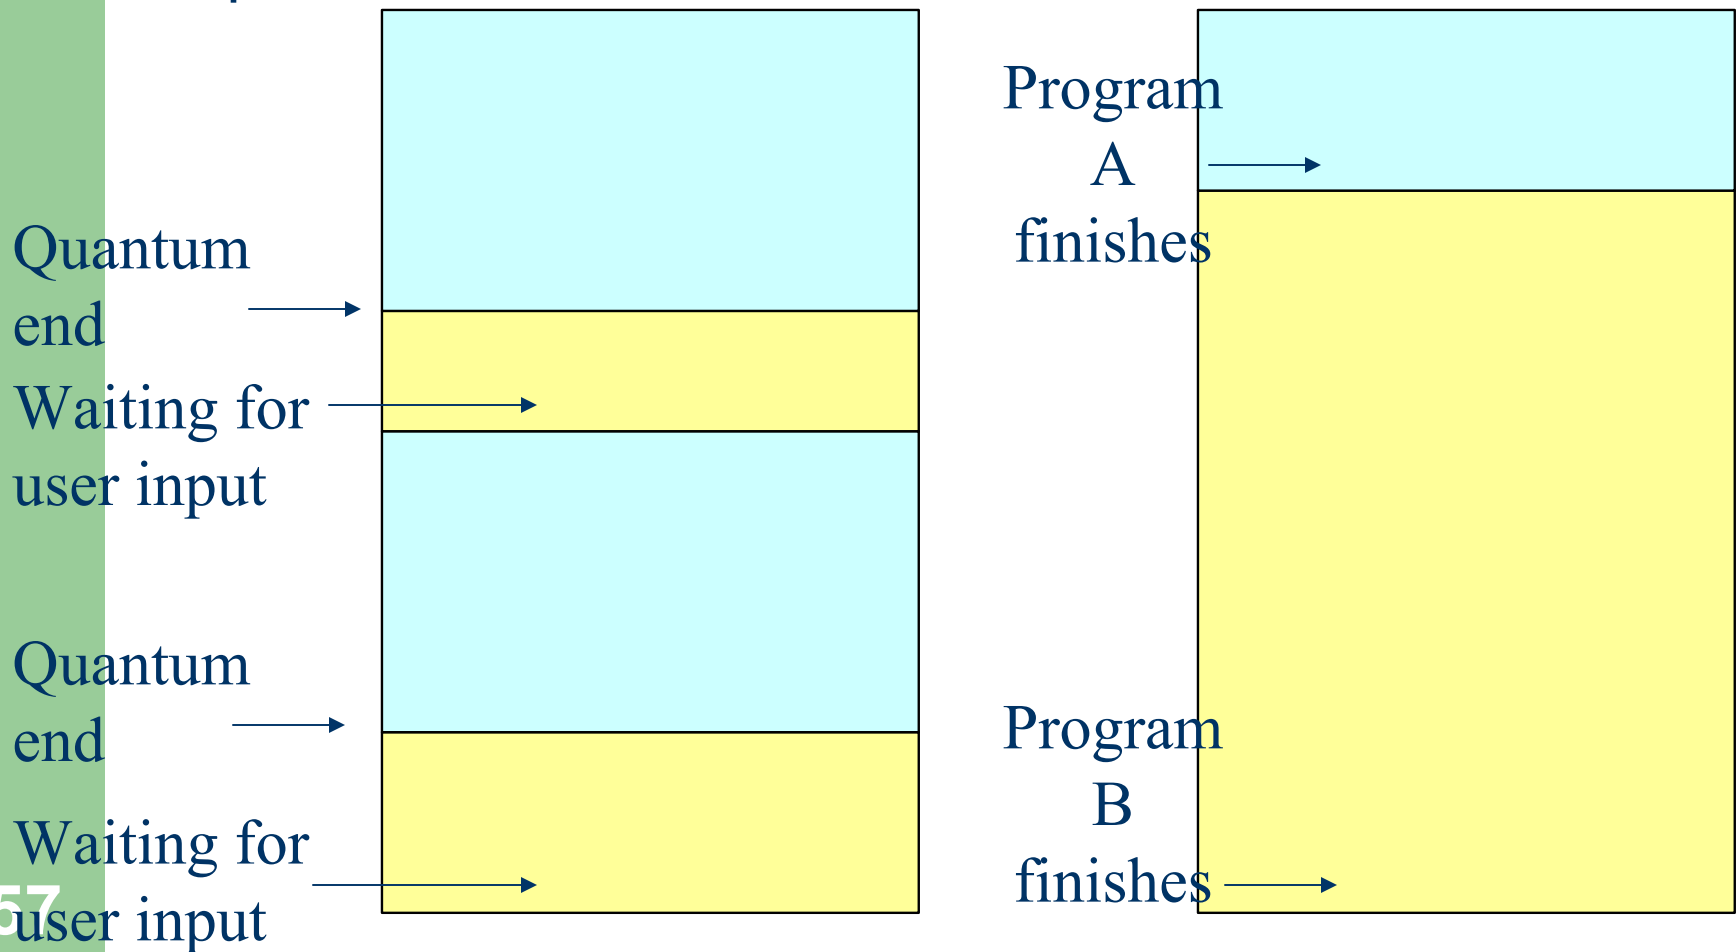 Quantum
end
Waiting for
user input
Quantum
end
Waiting for
user input
57
Program
A
finishes
Program
B
finishes